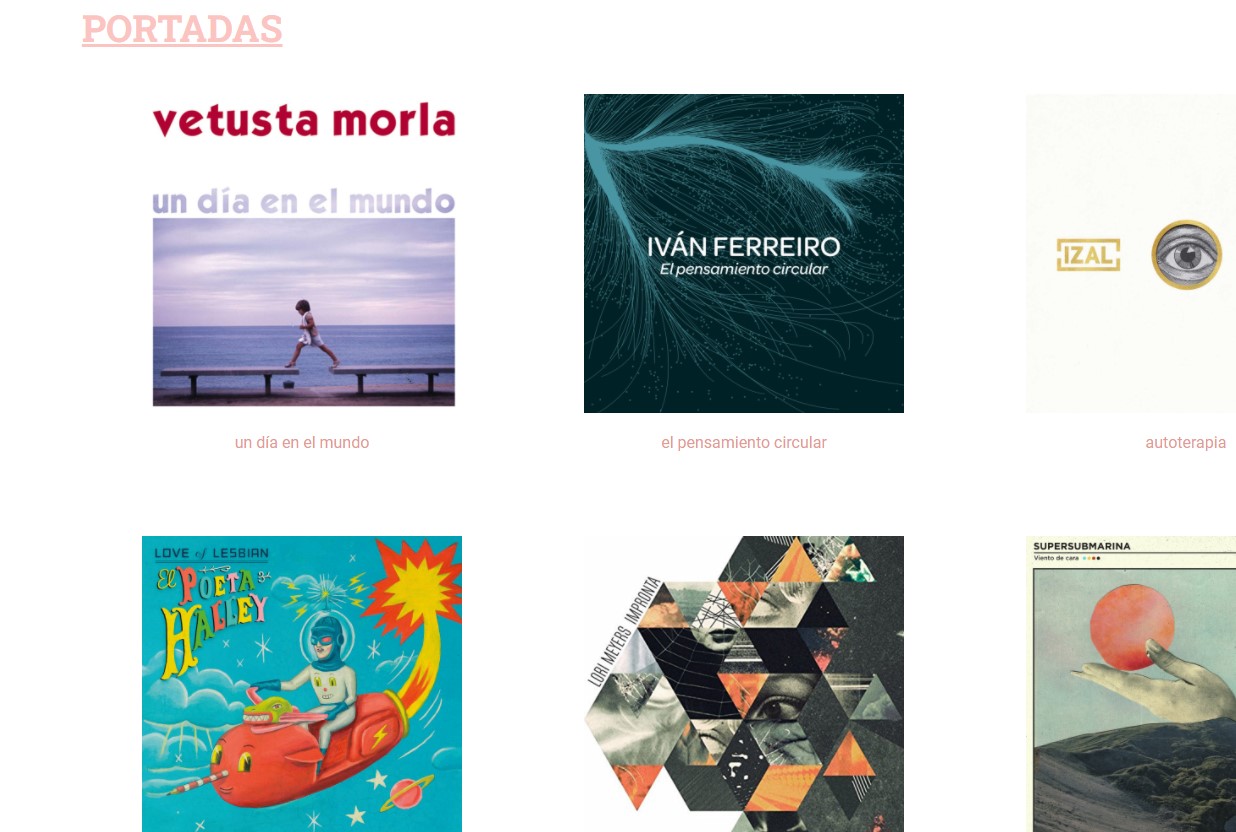 PORTADAS
vetusta morla
un día en el mundo
IVÁN FERREIRO
El pensamiento circular
IZAL
un día en el mundo
el pensamiento circular
autoterapia
LOVE of LESBIAN
El POETA
HALLEY
LORI MEYERS IMPRONTA
SUPERSUBMARINA
Viento de cara